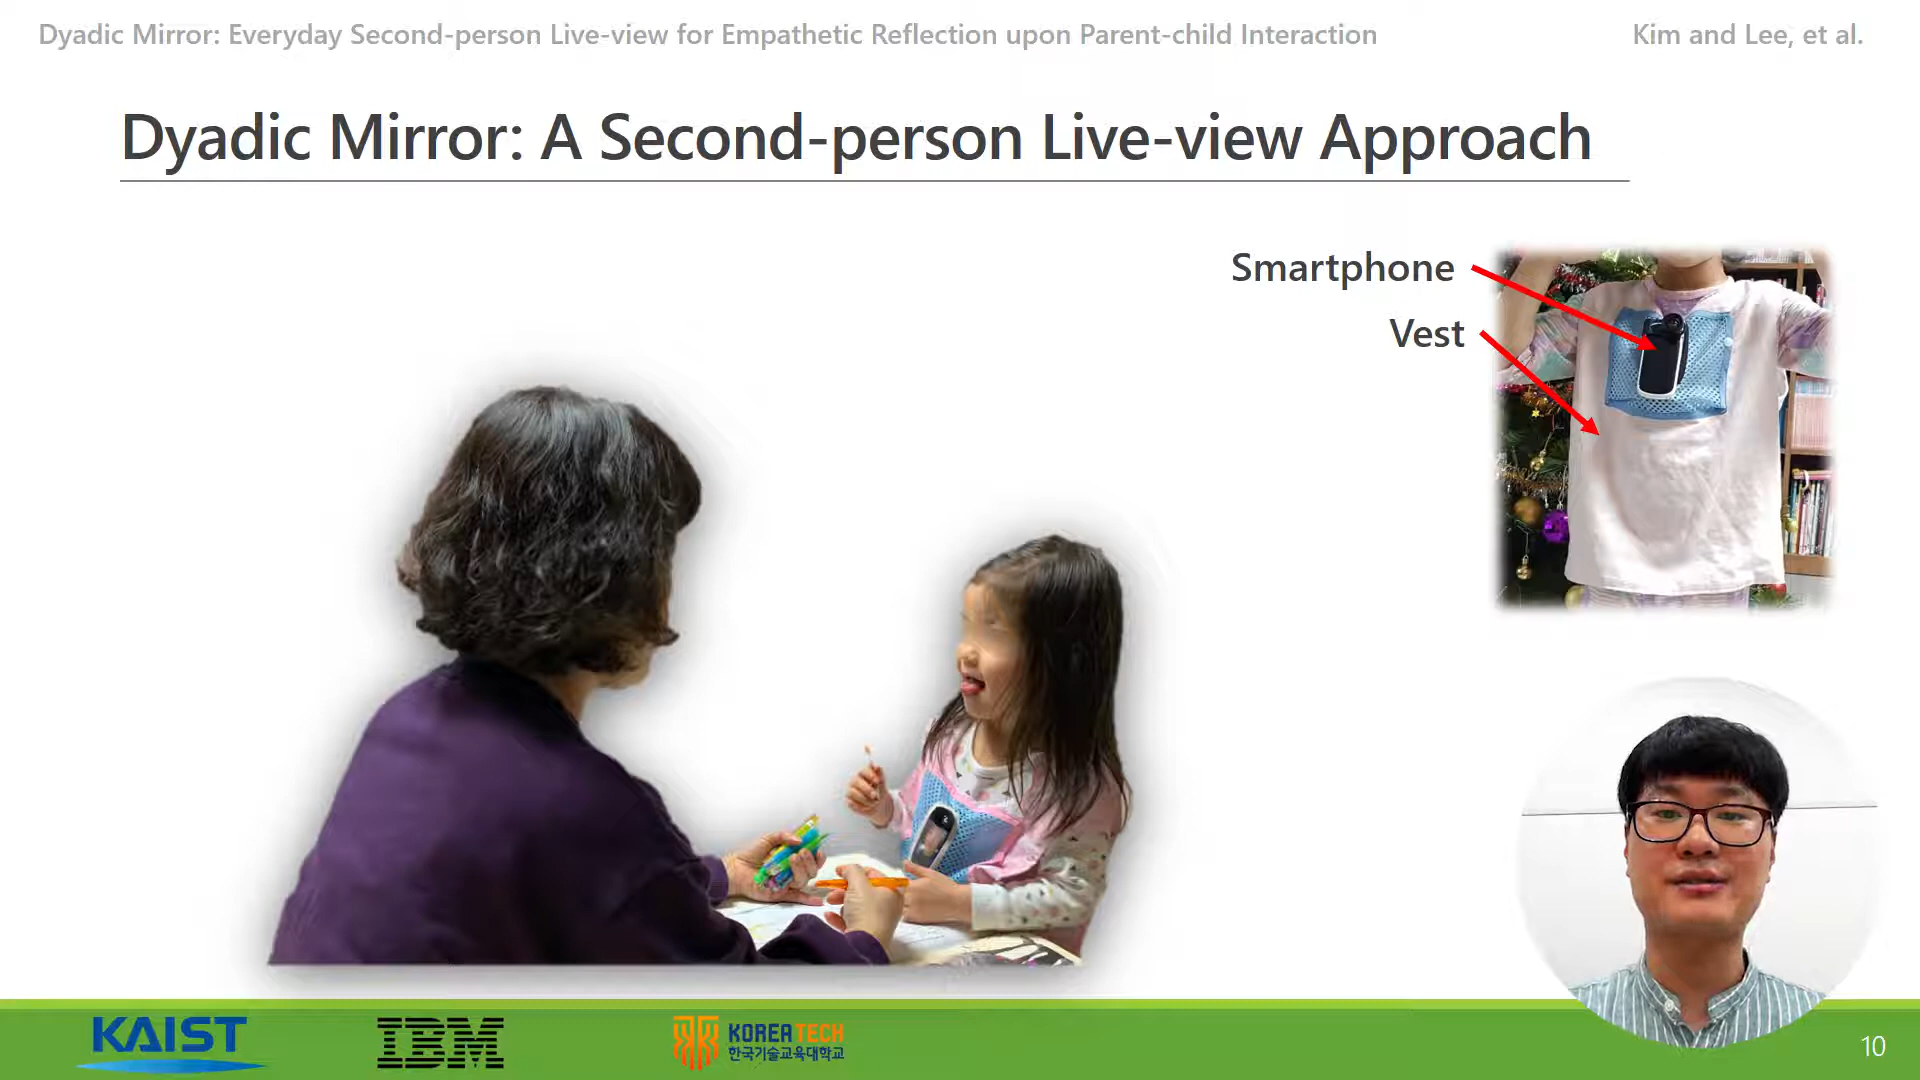 Dyadic Mirror: Everyday Second-person Live-view for Empathetic Reflection upon Parent-child Interaction
Kim and Lee, et al.
Dyadic Mirror: A Second-person Live-view Approach
Smartphone
Vest
KAIST
IBM
KOREATECH
한국기술교육대학교
10